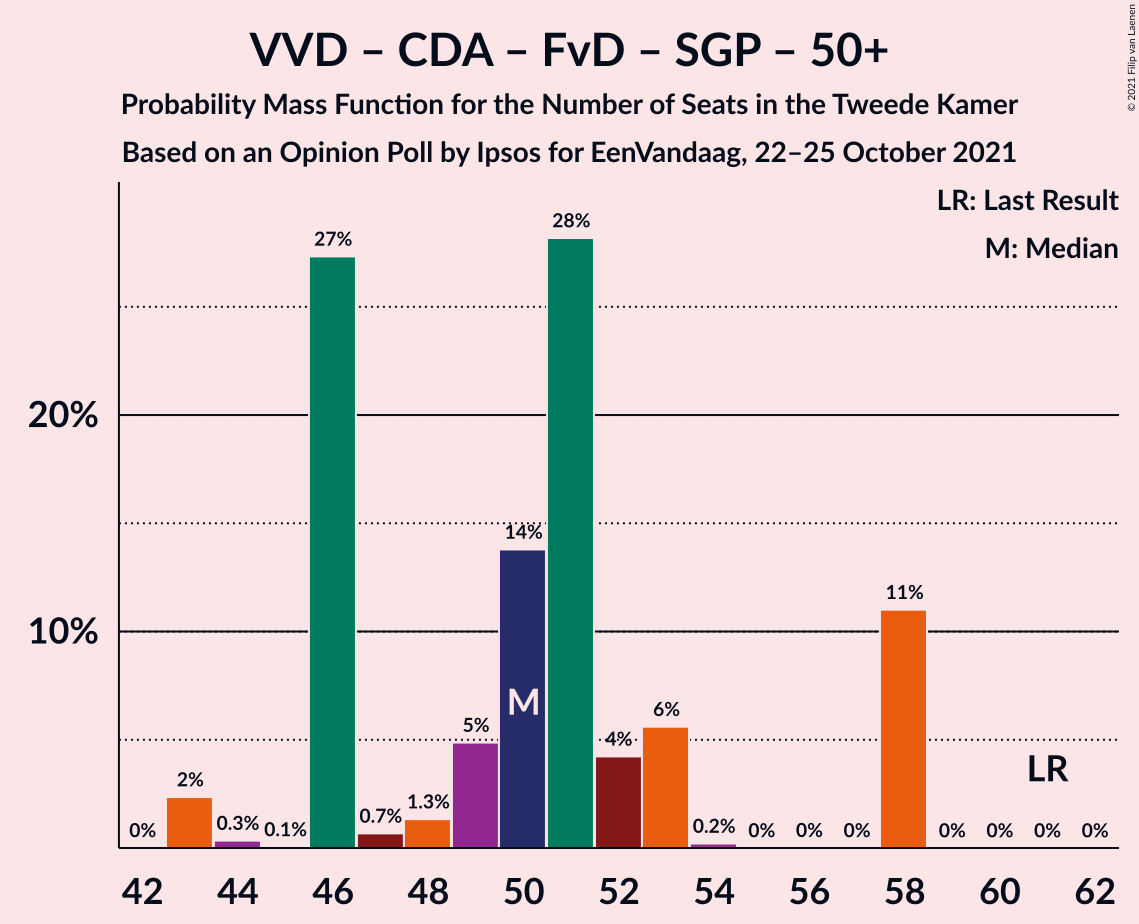 VVD – CDA – FvD – SGP – 50+
Probability Mass Function for the Number of Seats in the Tweede Kamer
Based on an Opinion Poll by Ipsos for EenVandaag, 22–25 October 2021
© 2021 Filip van Laenen
LR: Last Result
M: Median
20%
10%
0%
2%
0.3%
0.1%
27%
0.7%
1.3%
5%
14%
M
28%
4%
6%
0.2%
0%
0%
0%
11%
0%
0%
0%
0%
LR
42 44 46 48 50 52 54 56 58 60 62